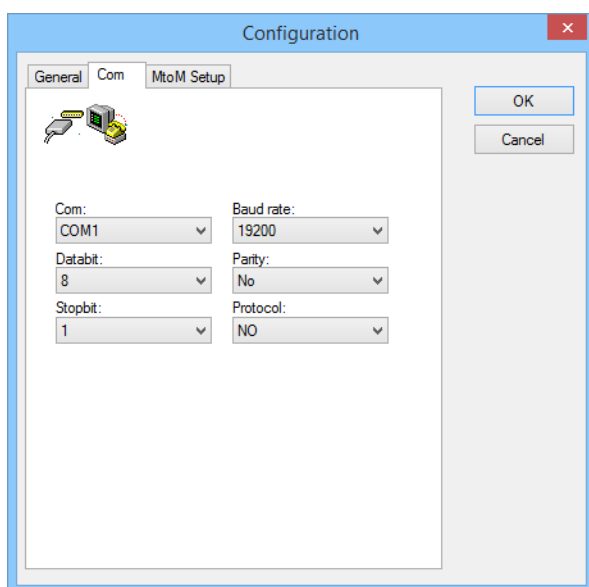 Configuration
General Com MtoM Setup
OK
Cancel
Com: Baud rate:
COM1 19200
Databit: Parity:
8 No
Stopbit: Protocol:
1 NO